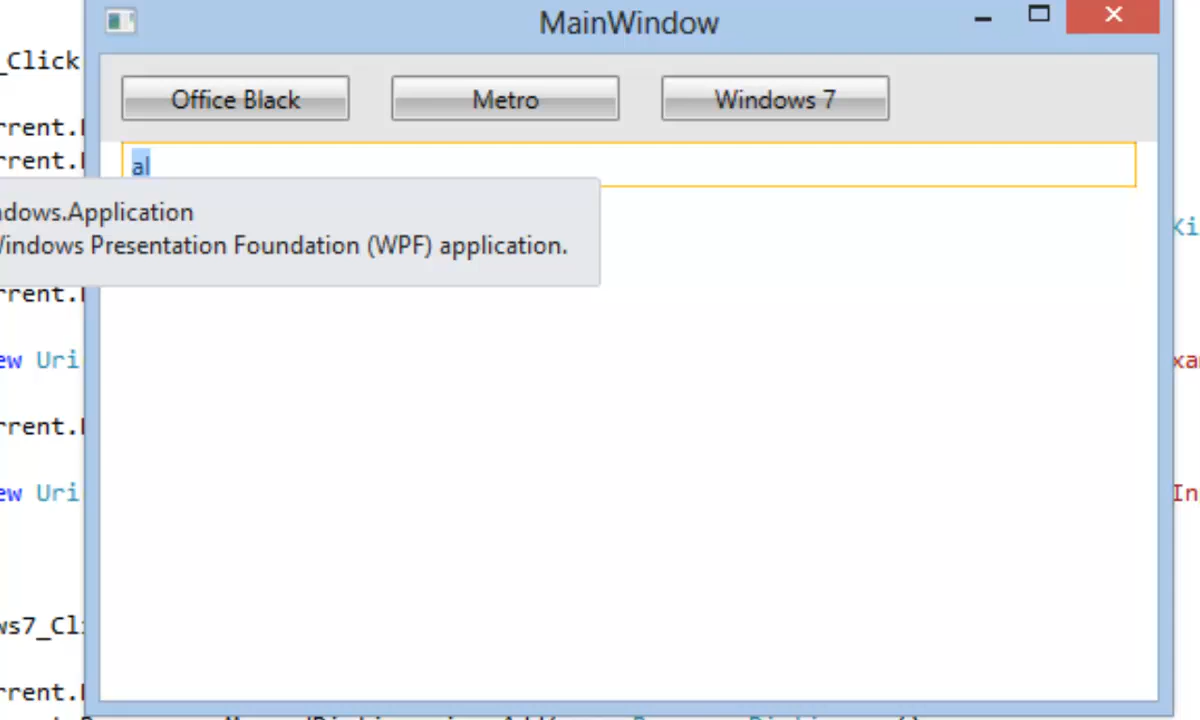 MainWindow
_Click
Office Black Metro Windows 7
rrent.
rrent.
al
ndows.Application
Windows Presentation Foundation (WPF) application.
Ki
rrent.
ew Uri
xa
rrent.
ew Uri
In
ws7_Cli
rrent.